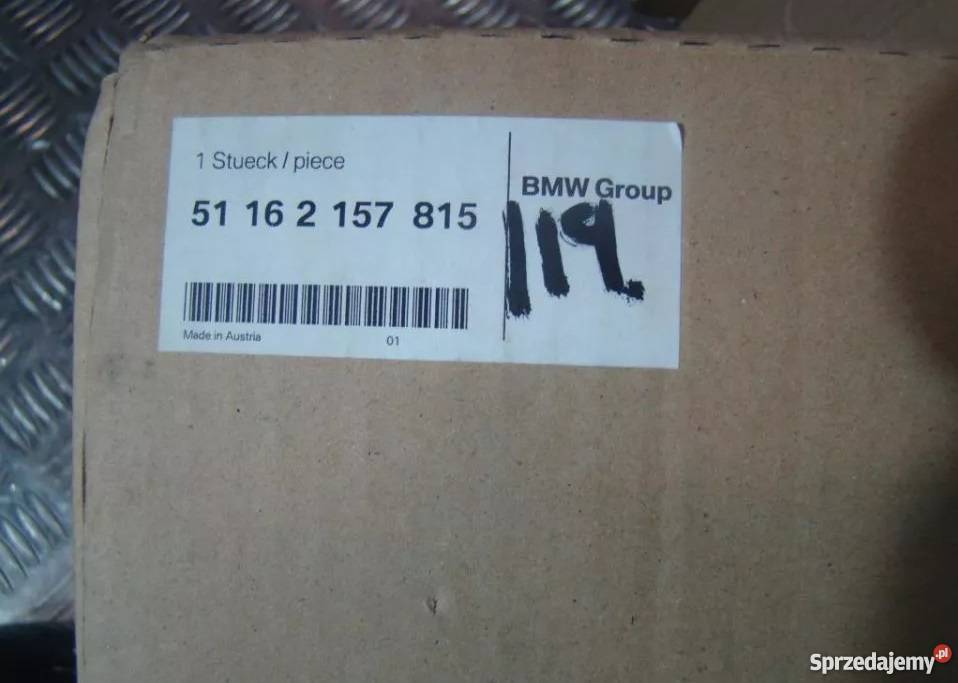 1 Stueck / piece
51 16 2 157 815
Made in Austria
01
BMW Group
119
Sprzedajemy.pl